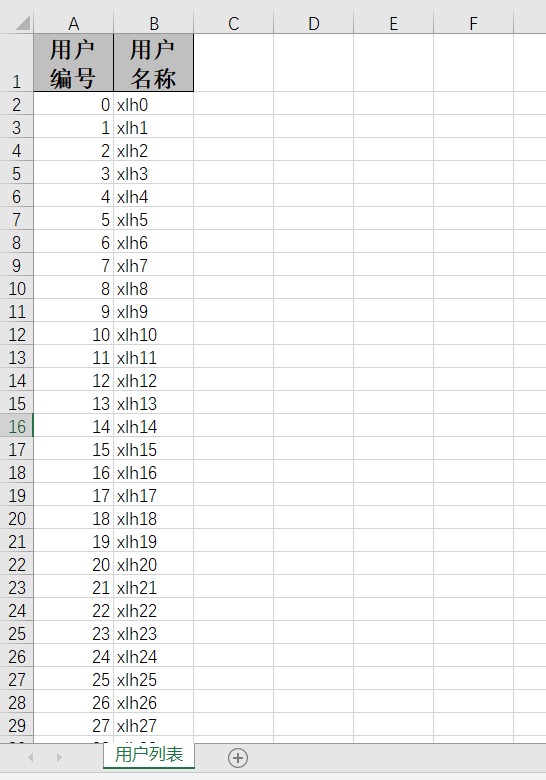 A B C D E F
1 用户编号 用户名称
2 0 xlh0
3 1 xlh1
4 2 xlh2
5 3 xlh3
6 4 xlh4
7 5 xlh5
8 6 xlh6
9 7 xlh7
10 8 xlh8
11 9 xlh9
12 10 xlh10
13 11 xlh11
14 12 xlh12
15 13 xlh13
16 14 xlh14
17 15 xlh15
18 16 xlh16
19 17 xlh17
20 18 xlh18
21 19 xlh19
22 20 xlh20
23 21 xlh21
24 22 xlh22
25 23 xlh23
26 24 xlh24
27 25 xlh25
28 26 xlh26
29 27 xlh27
用户列表